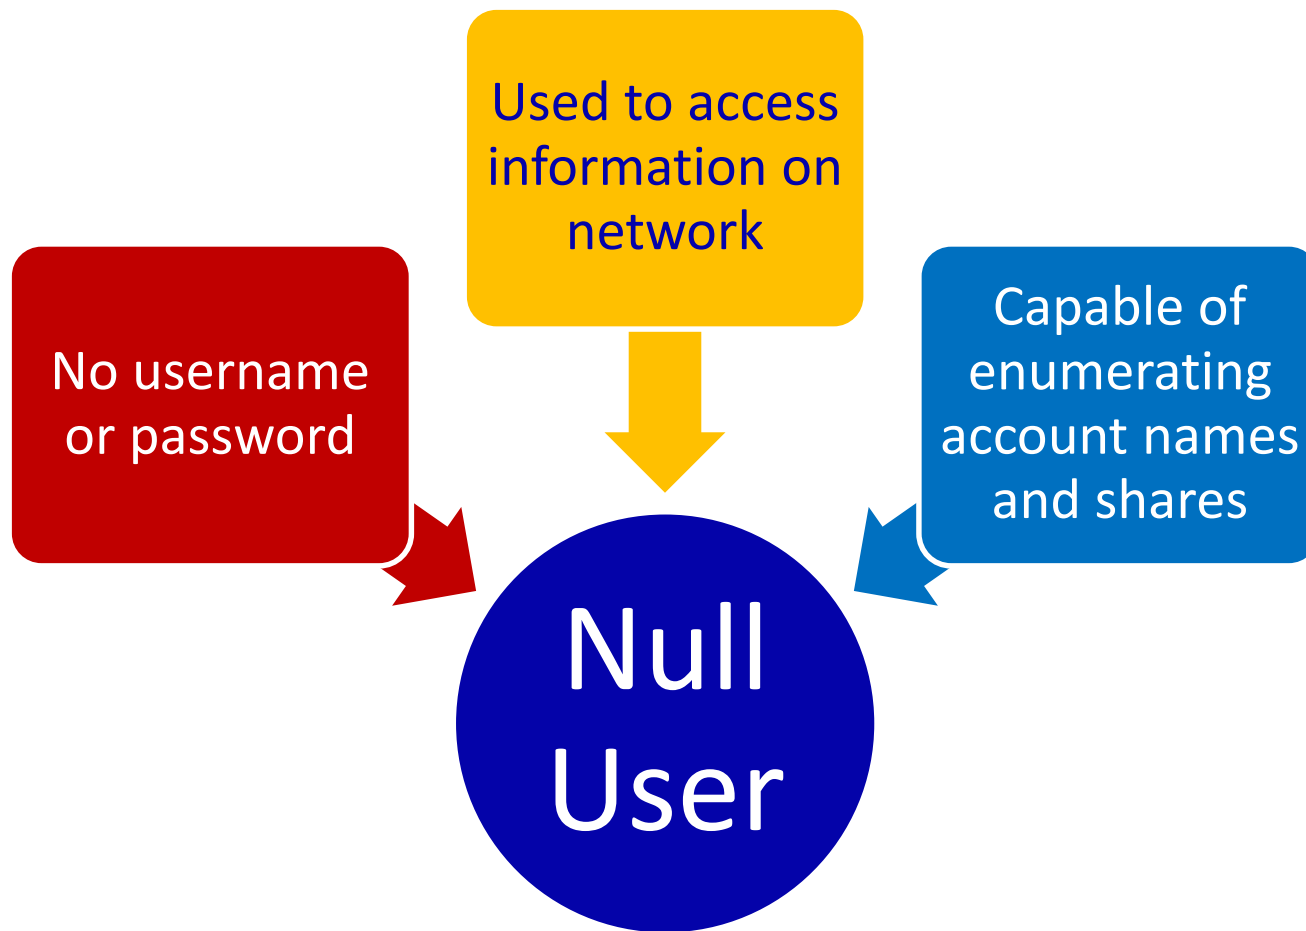 Used to access
information on
network
No username
or password
Capable of
enumerating
account names
and shares
Null
User